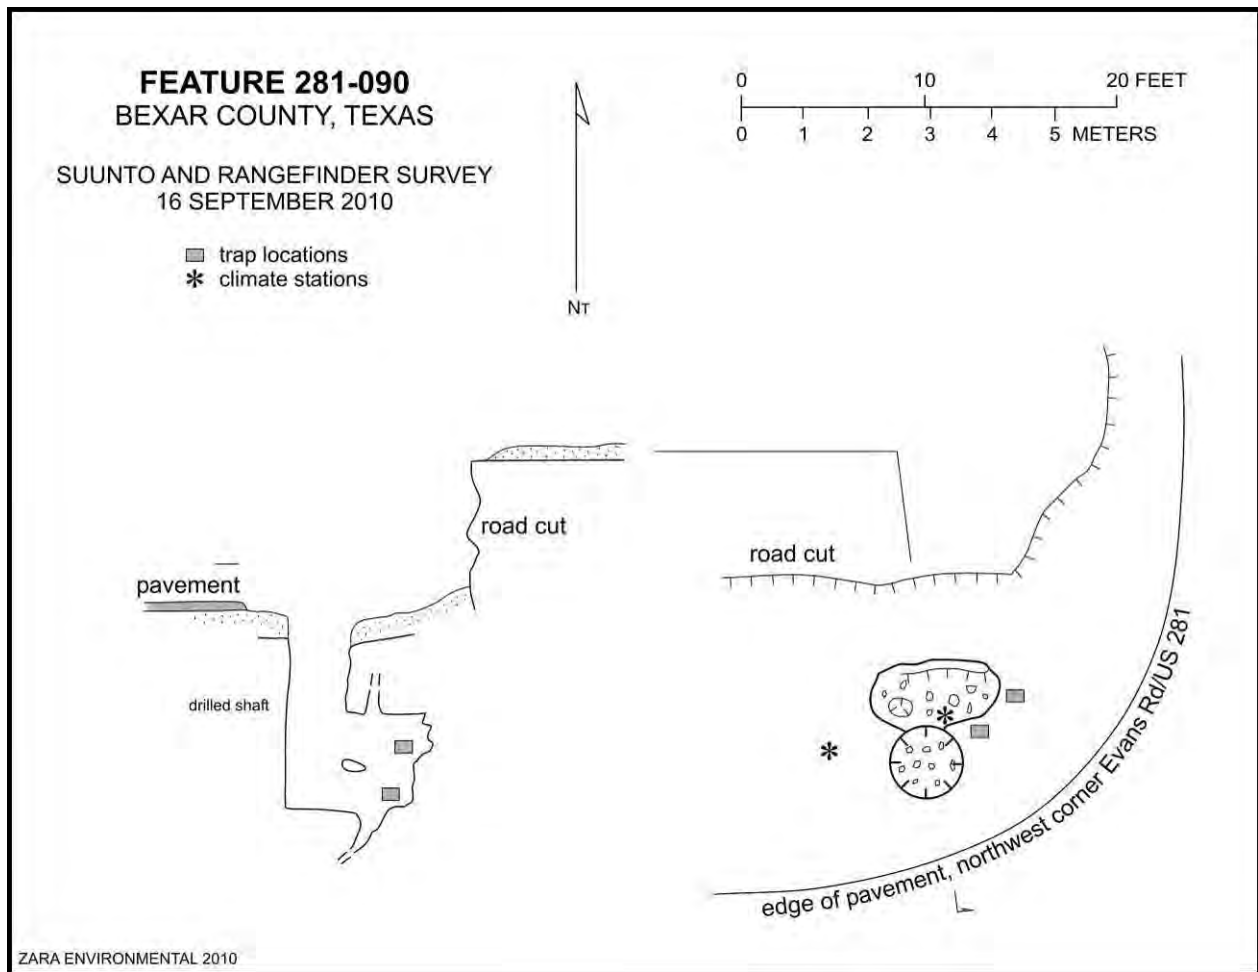 FEATURE 281-090
BEXAR COUNTY, TEXAS
SUUNTO AND RANGEFINDER SURVEY
16 SEPTEMBER 2010
trap locations
* climate stations
NT
0 10 20 FEET
0 1 2 3 4 5 METERS
road cut
pavement
drilled shaft
road cut
edge of pavement, northwest corner Evans Rd/US 281
ZARA ENVIRONMENTAL 2010